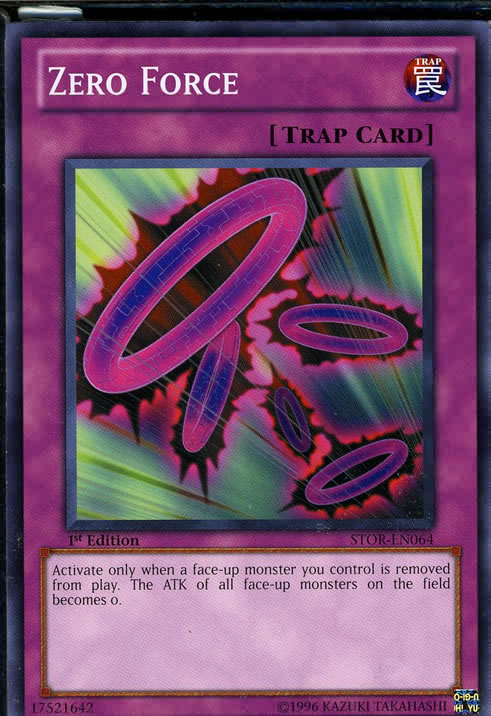 ZERO FORCE
TRAP
罠
[TRAP CARD]
1st Edition
STOR-EN064
Activate only when a face-up monster you control is removed
from play. The ATK of all face-up monsters on the field
becomes 0.
17521642
©1996 KAZUKI TAKAHASHI